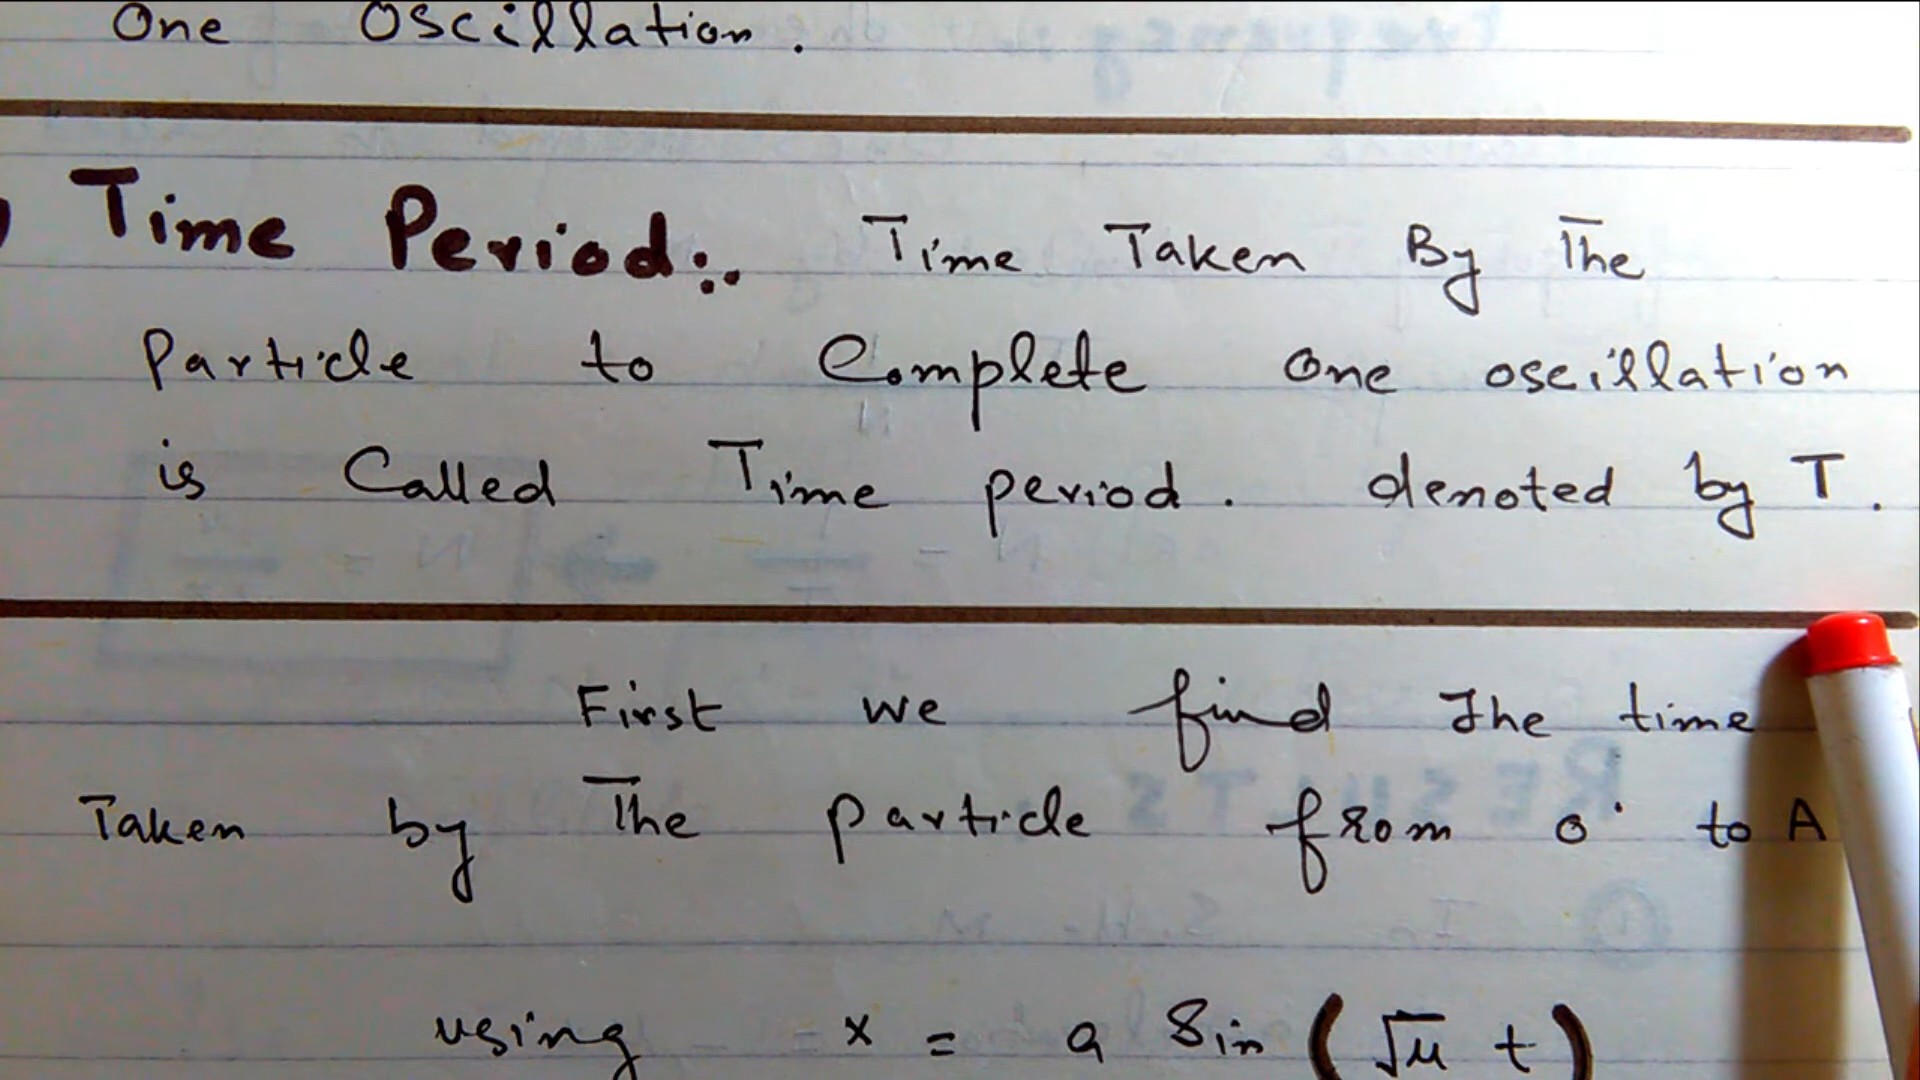 One Oscillation.
Time Period:. Time Taken By The
Particle to Complete one oscillation
is Called Time period. denoted by T.
First we find The time
Taken by The particle from O' to A
using x = a Sin (√μ t)